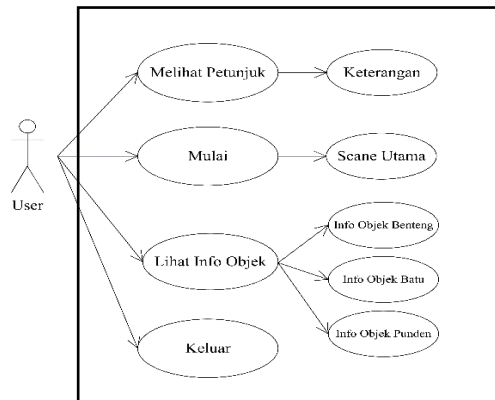 Melihat Petunjuk
Keterangan
User
Mulai
Scane Utama
Lihat Info Objek
Info Objek Benteng
Info Objek Batu
Info Objek Punden
Keluar